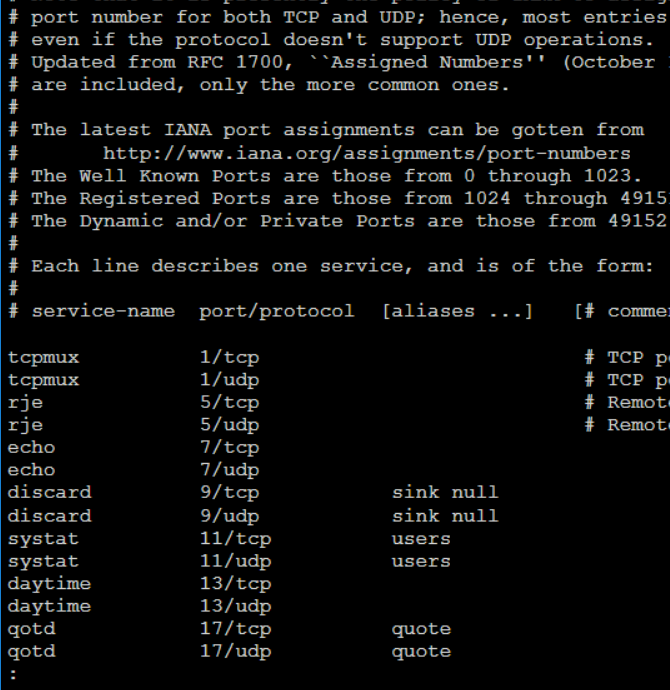 # port number for both TCP and UDP; hence, most entries
# even if the protocol doesn't support UDP operations.
# Updated from RFC 1700, ``Assigned Numbers'' (October
# are included, only the more common ones.
#
# The latest IANA port assignments can be gotten from
#       http://www.iana.org/assignments/port-numbers
# The Well Known Ports are those from 0 through 1023.
# The Registered Ports are those from 1024 through 4915
# The Dynamic and/or Private Ports are those from 49152
#
# Each line describes one service, and is of the form:
#
# service-name  port/protocol  [aliases ...]   [# comme

tcpmux          1/tcp                           # TCP p
tcpmux          1/udp                           # TCP p
rje             5/tcp                           # Remot
rje             5/udp                           # Remot
echo            7/tcp
echo            7/udp
discard         9/tcp           sink null
discard         9/udp           sink null
systat          11/tcp          users
systat          11/udp          users
daytime         13/tcp
daytime         13/udp
qotd            17/tcp          quote
qotd            17/udp          quote
: